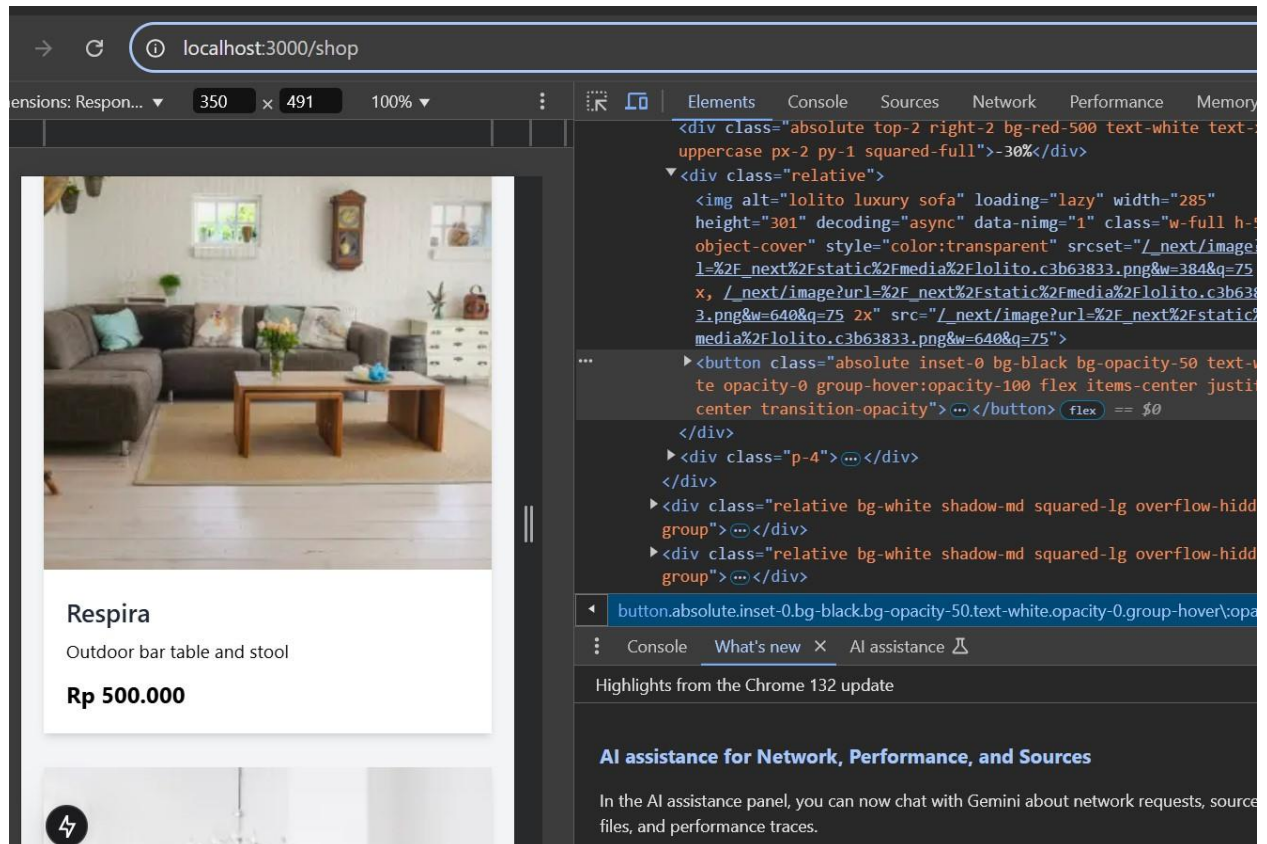 localhost:3000/shop
ensions: Respon... ▼ 350 × 491 100% ▼
Elements Console Sources Network Performance Memory
<div class="absolute top-2 right-2 bg-red-500 text-white text-
uppercase px-2 py-1 squared-full">-30%</div>
▼<div class="relative">
<img alt="lolito luxury sofa" loading="lazy" width="285"
height="301" decoding="async" data-nimg="1" class="w-full h-5
object-cover" style="color:transparent" srcset="/_next/image?
l=%2F_next%2Fstatic%2Fmedia%2Flolito.c3b63833.png&w=384&q=75
x, /_next/image?url=%2F_next%2Fstatic%2Fmedia%2Flolito.c3b638
3.png&w=640&q=75 2x" src="/_next/image?url=%2F_next%2Fstatic%
media%2Flolito.c3b63833.png&w=640&q=75">
▶<button class="absolute inset-0 bg-black bg-opacity-50 text-w
te opacity-0 group-hover:opacity-100 flex items-center justif
center transition-opacity">…</button> flex == $0
</div>
▶<div class="p-4">…</div>
</div>
▶<div class="relative bg-white shadow-md squared-lg overflow-hidd
group">…</div>
▶<div class="relative bg-white shadow-md squared-lg overflow-hidd
group">…</div>
button.absolute.inset-0.bg-black.bg-opacity-50.text-white.opacity-0.group-hover\:opa
Console What's new × AI assistance
Highlights from the Chrome 132 update
AI assistance for Network, Performance, and Sources
In the AI assistance panel, you can now chat with Gemini about network requests, source
files, and performance traces.
Respira
Outdoor bar table and stool
Rp 500.000